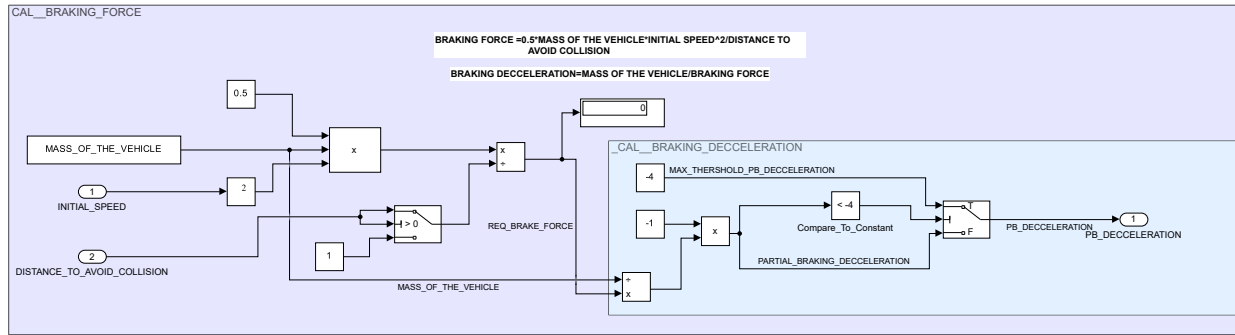 CAL__BRAKING_FORCE
BRAKING FORCE =0.5*MASS OF THE VEHICLE*INITIAL SPEED^2/DISTANCE TO
AVOID COLLISION
BRAKING DECCELERATION=MASS OF THE VEHICLE/BRAKING FORCE
0.5
0
MASS_OF_THE_VEHICLE
x
x
÷
_CAL__BRAKING_DECCELERATION
-4
MAX_THERSHOLD_PB_DECCELERATION
1
INITIAL_SPEED
2
> 0
REQ_BRAKE_FORCE
-1
x
< -4
Compare_To_Constant
T
F
PB_DECCELERATION
1
PB_DECCELERATION
2
DISTANCE_TO_AVOID_COLLISION
1
PARTIAL_BRAKING_DECCELERATION
MASS_OF_THE_VEHICLE
÷
x